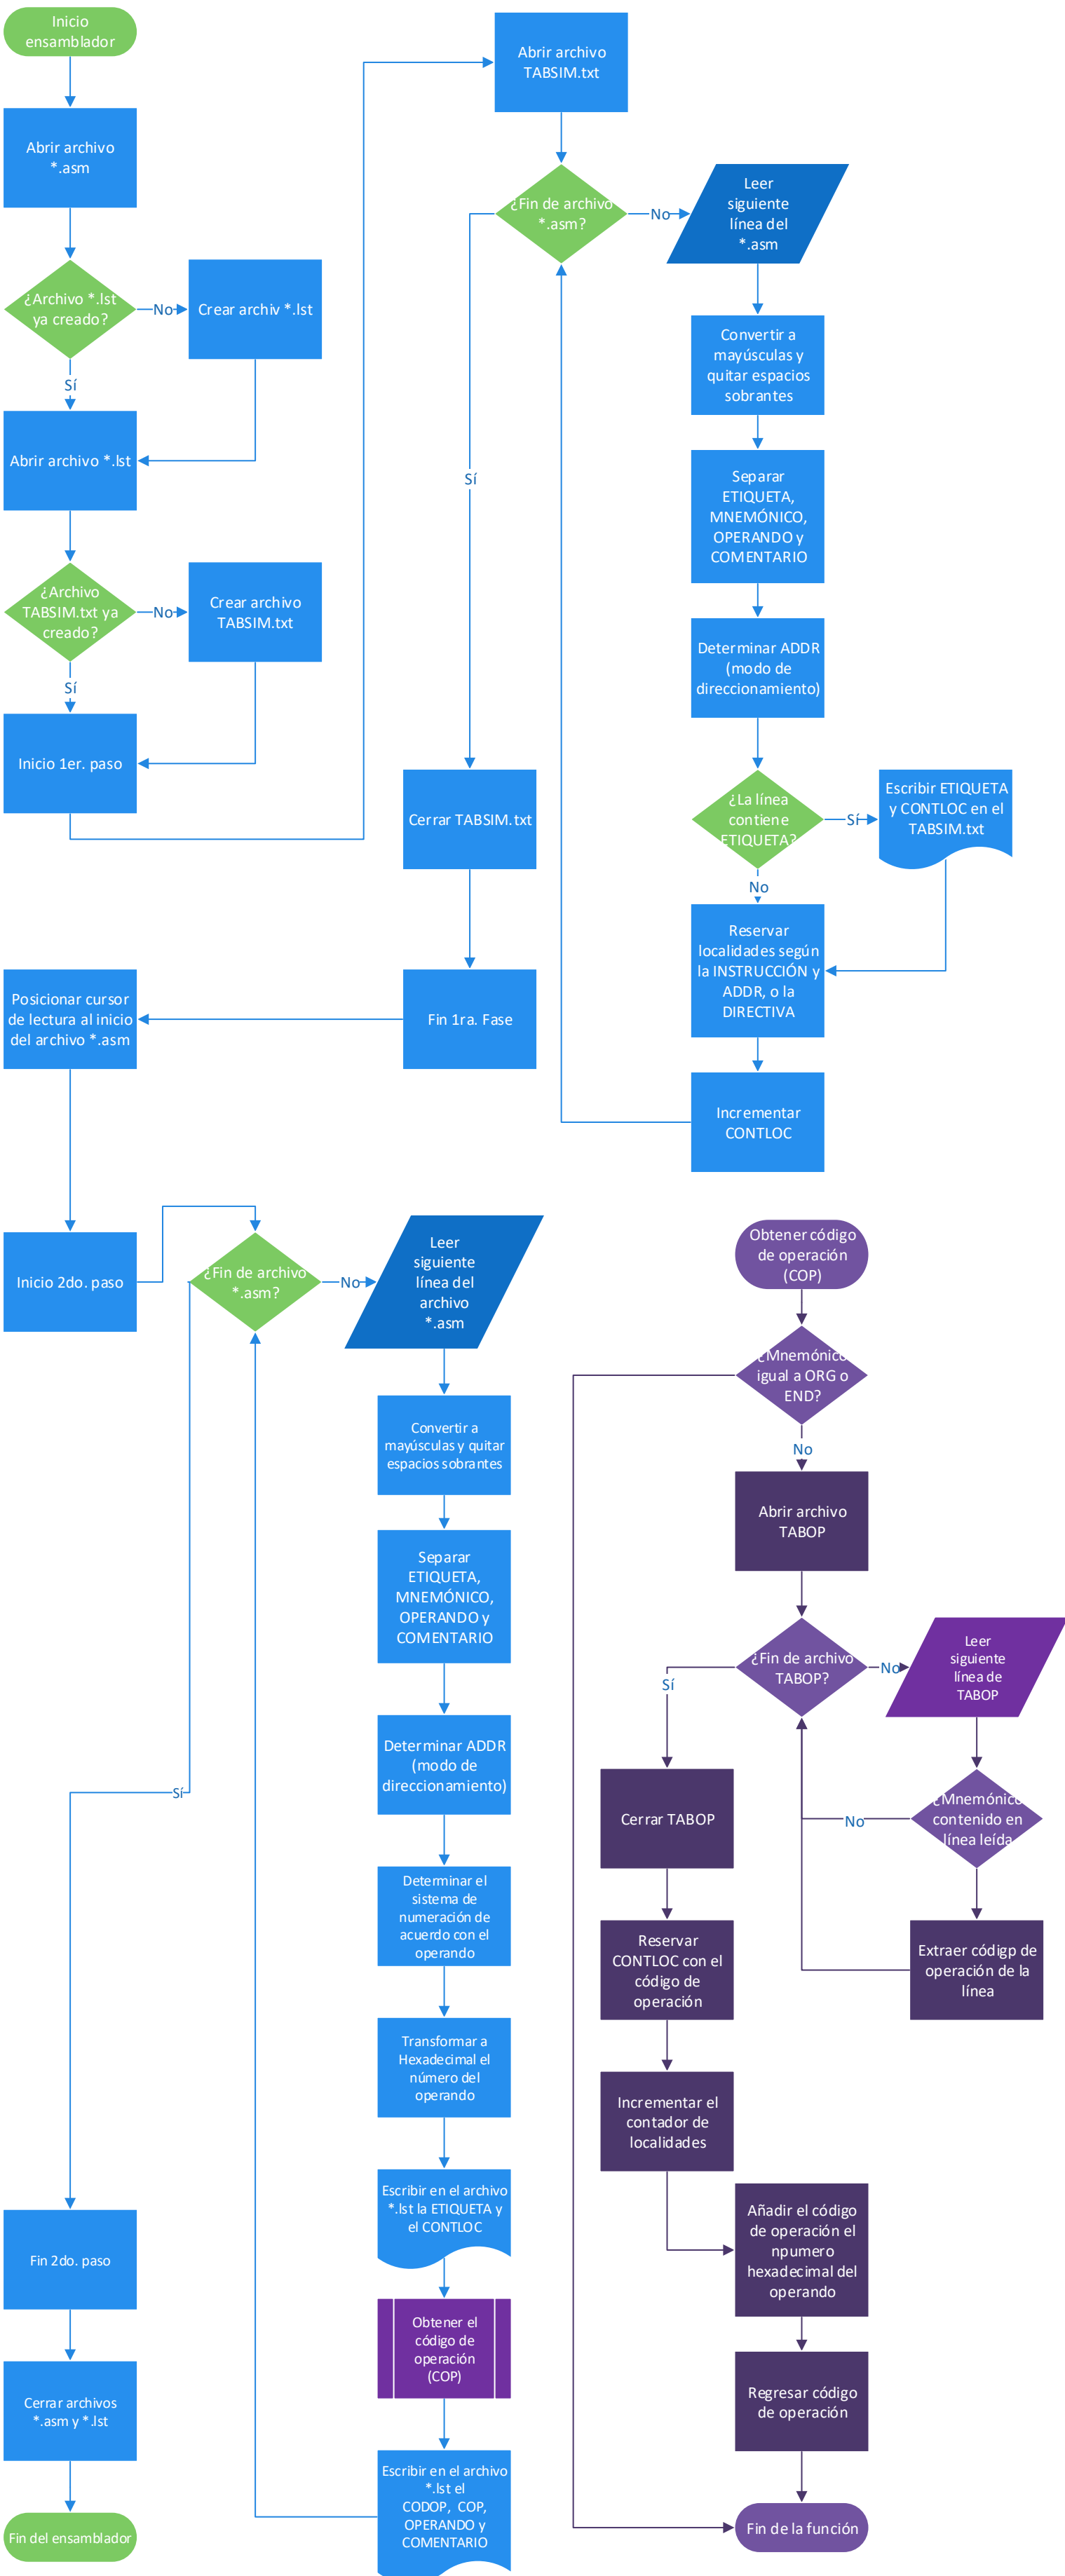 Inicio
ensamblador
Abrir archivo
*.asm
¿Archivo *.lst
ya creado?
No
Crear archiv *.lst
Sí
Abrir archivo *.lst
¿Archivo
TABSIM.txt ya
creado?
No
Crear archivo
TABSIM.txt
Sí
Inicio 1er. paso
Abrir archivo
TABSIM.txt
¿Fin de archivo
*.asm?
No
Leer
siguiente
línea del
*.asm
Convertir a
mayúsculas y
quitar espacios
sobrantes
Separar
ETIQUETA,
MNEMÓNICO,
OPERANDO y
COMENTARIO
Determinar ADDR
(modo de
direccionamiento)
¿La línea
contiene
ETIQUETA?
Sí
Escribir ETIQUETA
y CONTLOC en el
TABSIM.txt
No
Reservar
localidades según
la INSTRUCCIÓN y
ADDR, o la
DIRECTIVA
Incrementar
CONTLOC
Sí
Cerrar TABSIM.txt
Fin 1ra. Fase
Posicionar cursor
de lectura al inicio
del archivo *.asm
Inicio 2do. paso
¿Fin de archivo
*.asm?
No
Leer
siguiente
línea del
archivo
*.asm
Convertir a
mayúsculas y quitar
espacios sobrantes
Separar
ETIQUETA,
MNEMÓNICO,
OPERANDO y
COMENTARIO
Determinar ADDR
(modo de
direccionamiento)
Determinar el
sistema de
numeración de
acuerdo con el
operando
Transformar a
Hexadecimal el
número del
operando
Escribir en el archivo
*.lst la ETIQUETA y
el CONTLOC
Obtener el
código de
operación
(COP)
Escribir en el archivo
*.lst el
CODOP, COP,
OPERANDO y
COMENTARIO
Sí
Fin 2do. paso
Cerrar archivos
*.asm y *.lst
Fin del ensamblador
Obtener código
de operación
(COP)
¿Mnemónico
igual a ORG o
END?
No
Abrir archivo
TABOP
¿Fin de archivo
TABOP?
No
Leer
siguiente
línea de
TABOP
¿Mnemónico
contenido en
línea leída
No
Extraer códigp de
operación de la
línea
Sí
Cerrar TABOP
Reservar
CONTLOC con el
código de
operación
Incrementar el
contador de
localidades
Añadir el código
de operación el
npumero
hexadecimal del
operando
Regresar código
de operación
Fin de la función